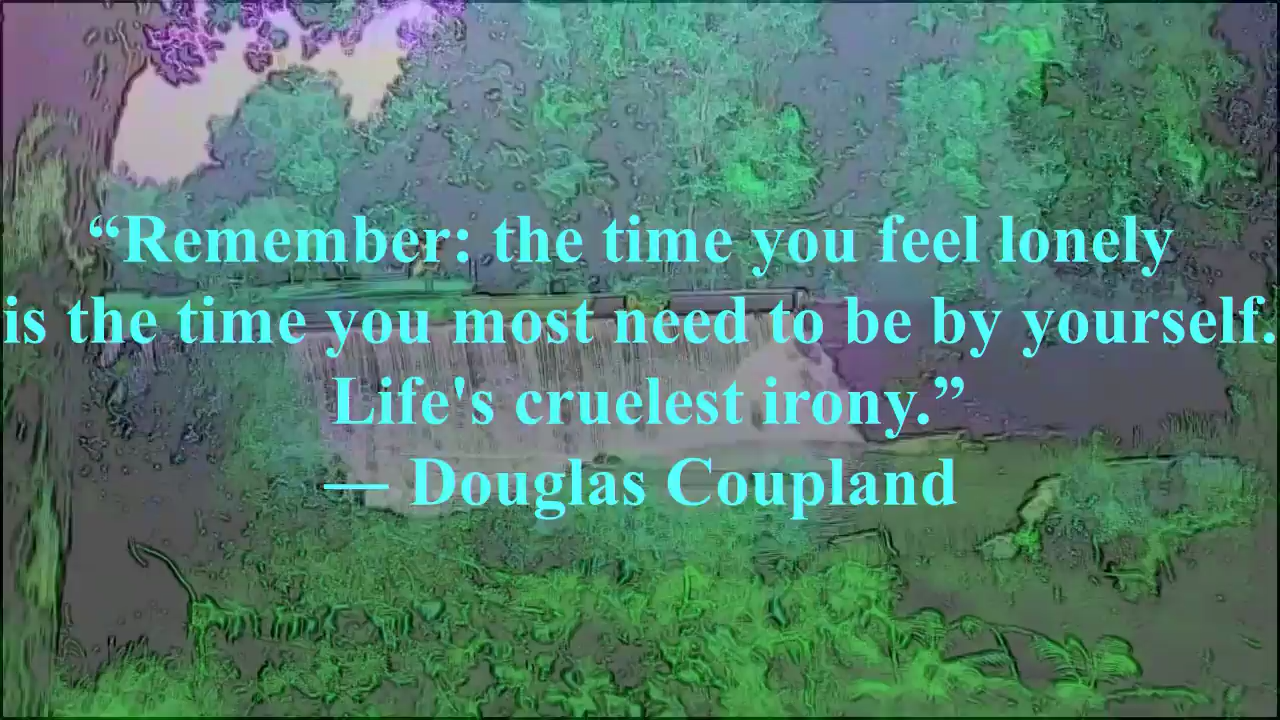 “Remember: the time you feel lonely
is the time you most need to be by yourself.
Life's cruelest irony.”
— Douglas Coupland